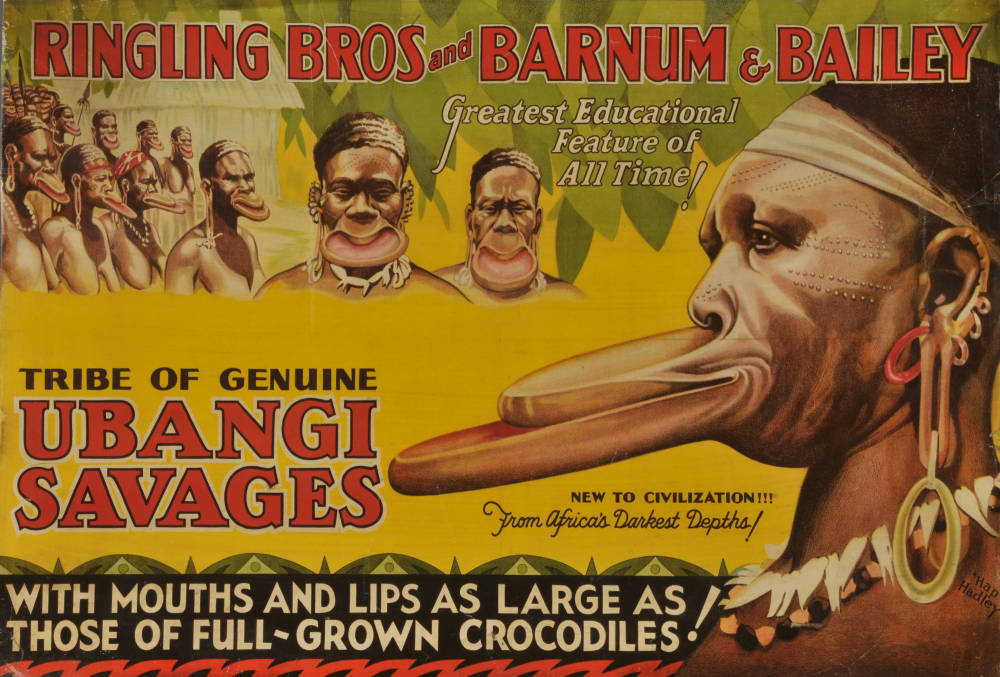 RINGLING BROS and BARNUM & BAILEY
Greatest Educational
Feature of
All Time!
TRIBE OF GENUINE
UBANGI
SAVAGES
NEW TO CIVILIZATION!!!
From Africa's Darkest Depths!
WITH MOUTHS AND LIPS AS LARGE AS
THOSE OF FULL-GROWN CROCODILES!
Hadley